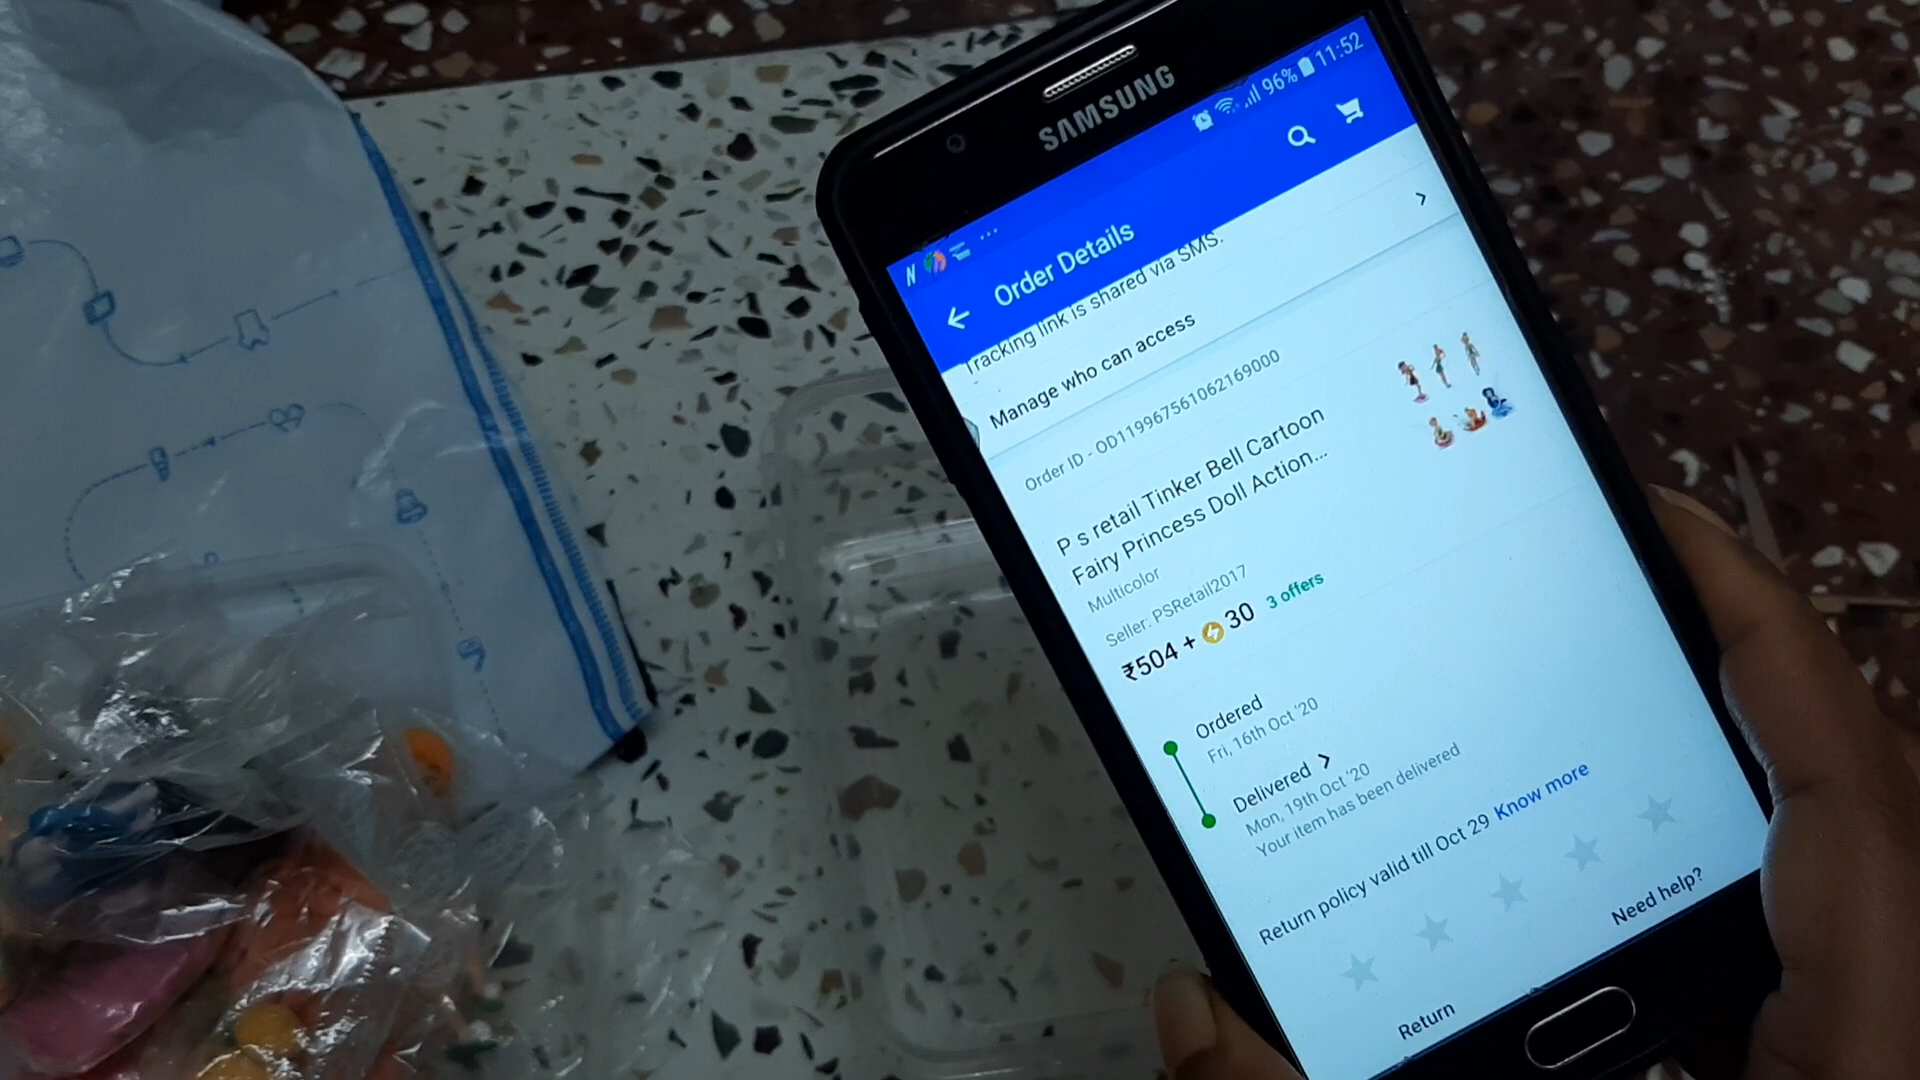 SAMSUNG
96% 11:52
N ...
Order Details
Tracking link is shared via SMS.
Manage who can access
Order ID - OD119967561062169000
P s retail Tinker Bell Cartoon
Fairy Princess Doll Action...
Multicolor
Seller: PSRetail2017
₹504 + 30 3 offers
Ordered
Fri, 16th Oct '20
Delivered
Mon, 19th Oct '20
Your item has been delivered
Return policy valid till Oct 29 Know more
Return
Need help?